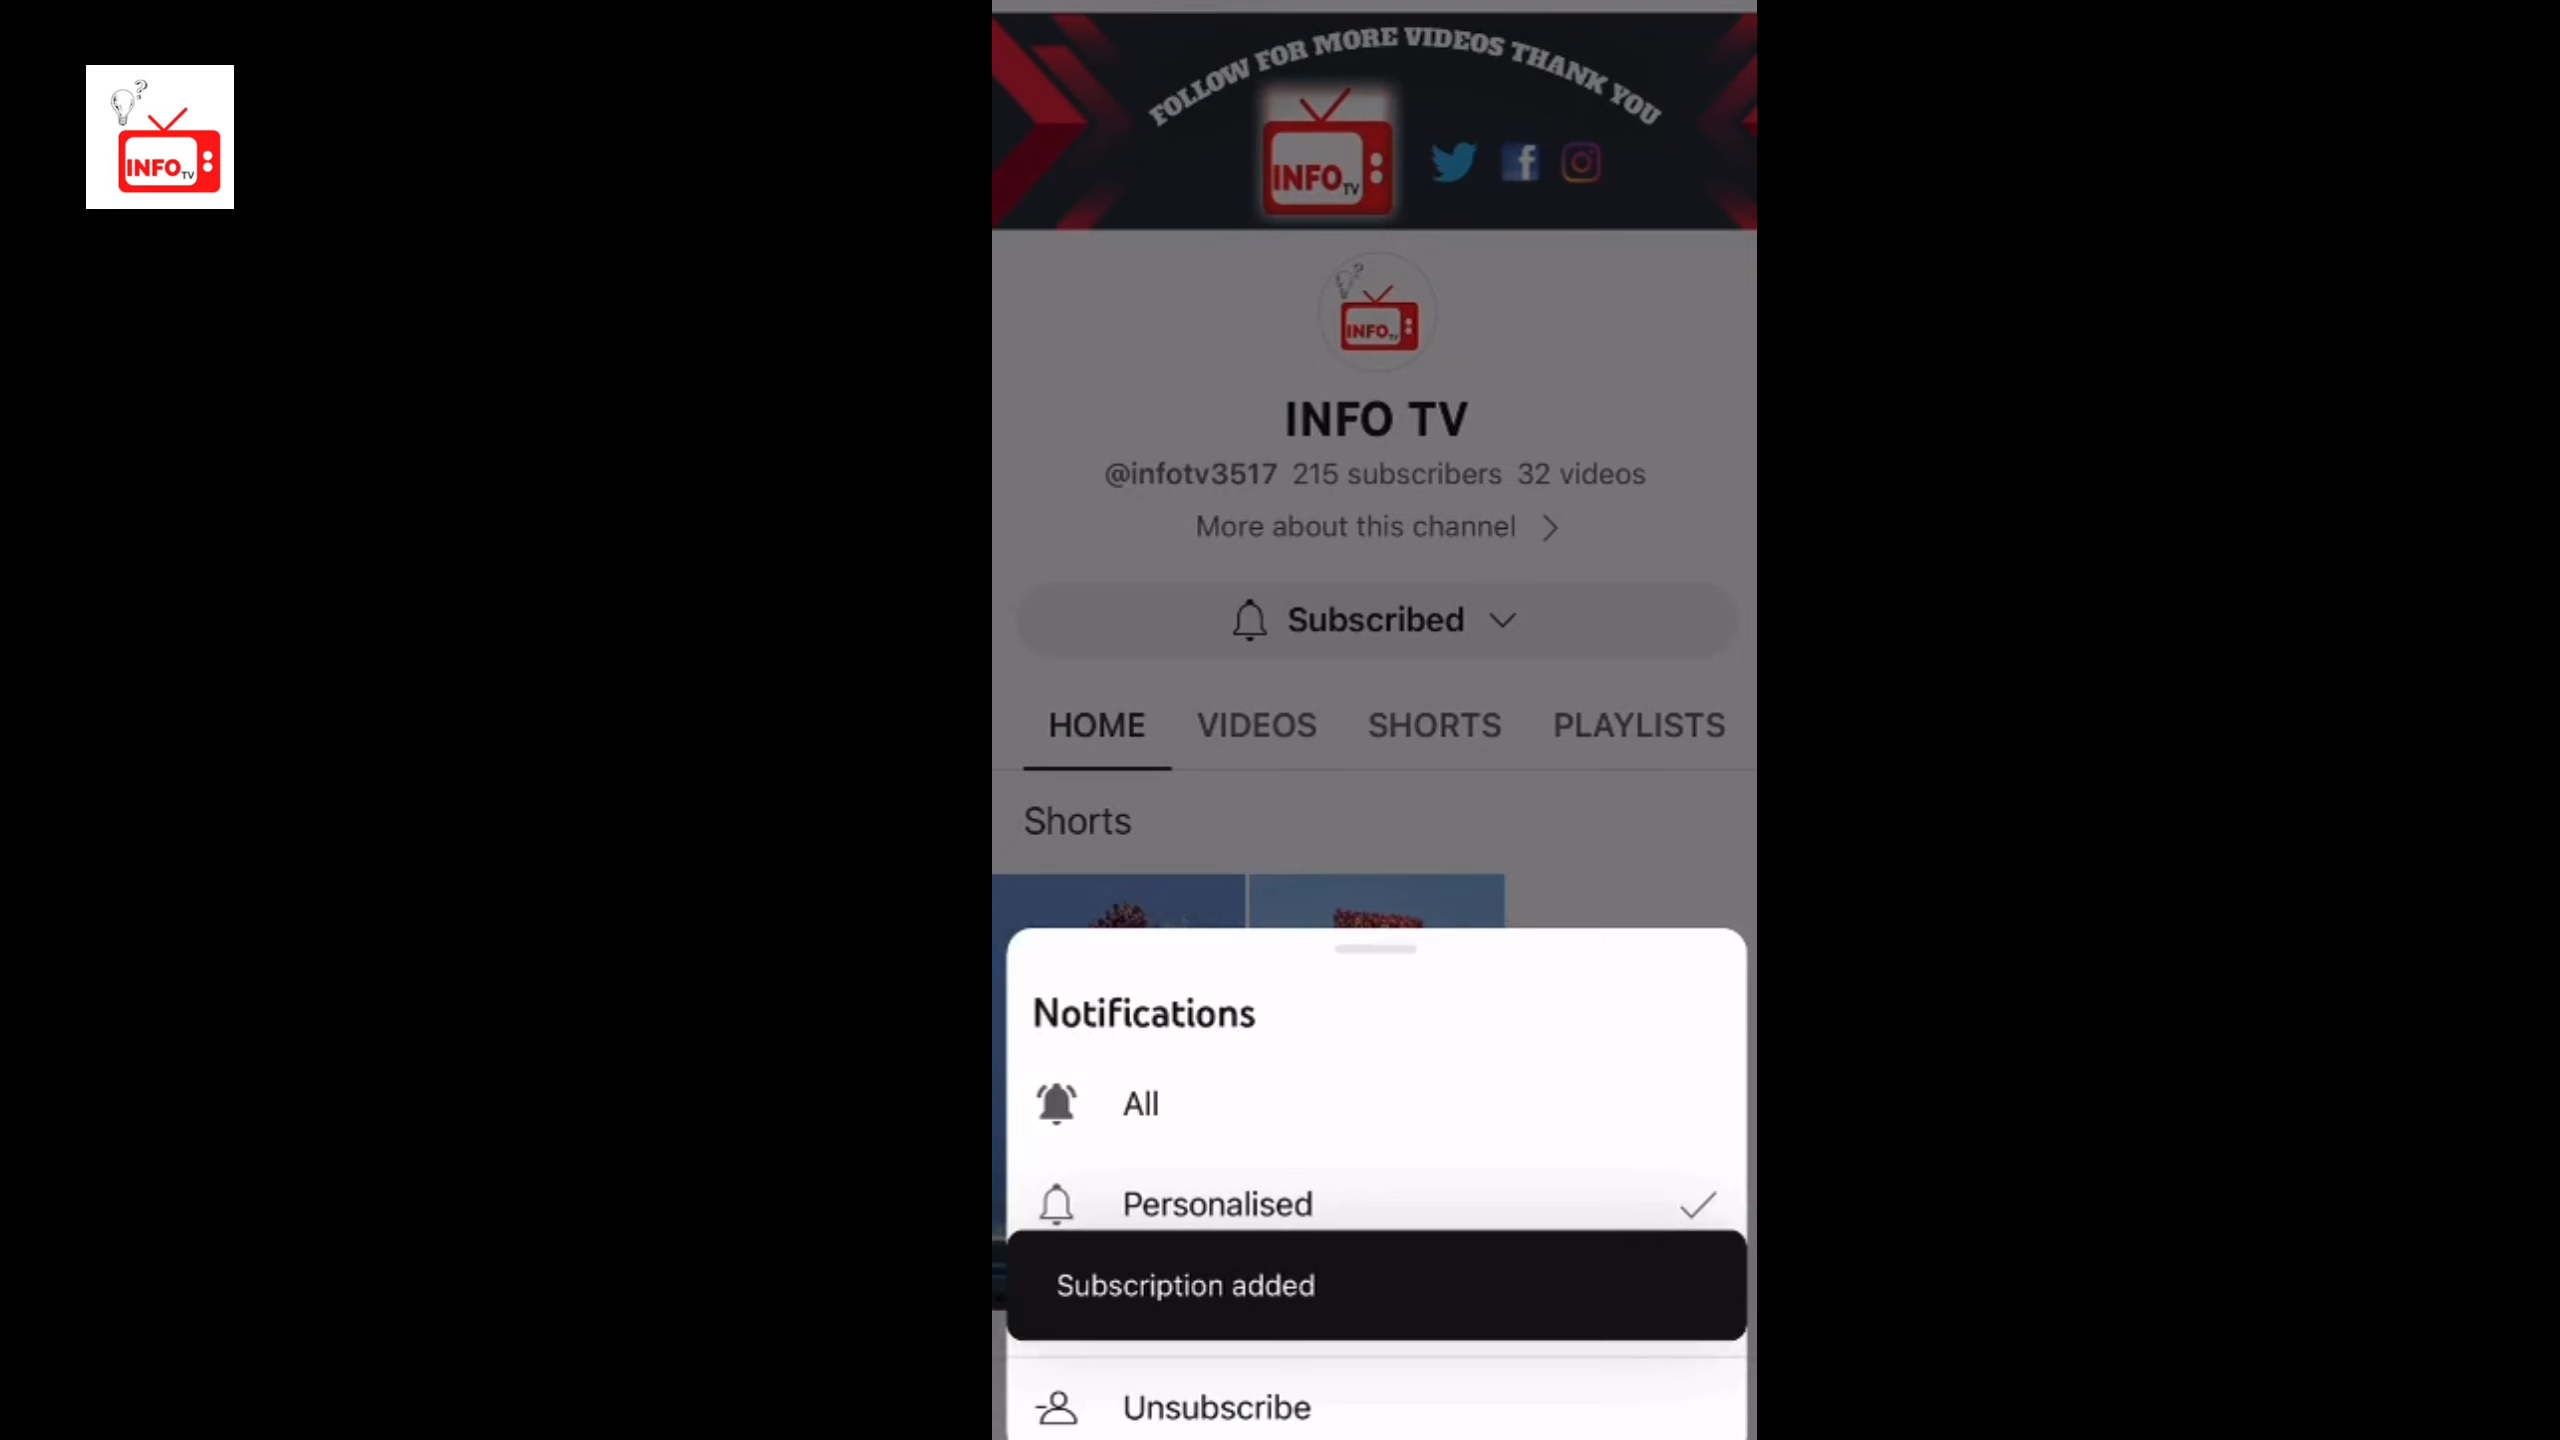 ?
INFO TV
FOLLOW FOR MORE VIDEOS THANK YOU
INFO TV
f
?
INFO TV
INFO TV
@infotv3517 215 subscribers 32 videos
More about this channel
Subscribed
HOME VIDEOS SHORTS PLAYLISTS
Shorts
Notifications
All
Personalised
Subscription added
Unsubscribe